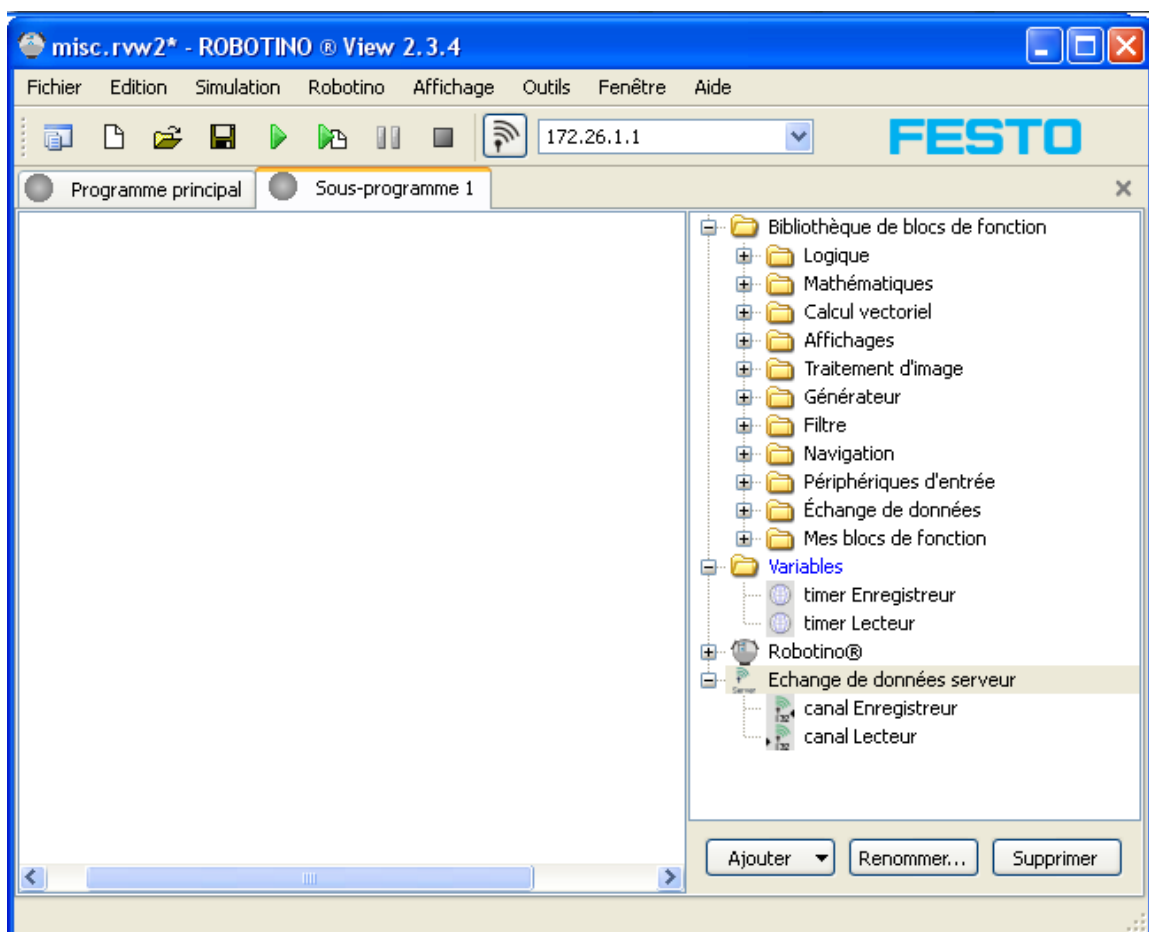 misc.rvw2* - ROBOTINO ® View 2.3.4
Fichier Edition Simulation Robotino Affichage Outils Fenêtre Aide
172.26.1.1
FESTO
Programme principal
Sous-programme 1
Bibliothèque de blocs de fonction
Logique
Mathématiques
Calcul vectoriel
Affichages
Traitement d'image
Générateur
Filtre
Navigation
Périphériques d'entrée
Échange de données
Mes blocs de fonction
Variables
timer Enregistreur
timer Lecteur
Robotino®
Echange de données serveur
Server
canal Enregistreur
canal Lecteur
Ajouter
Renommer...
Supprimer